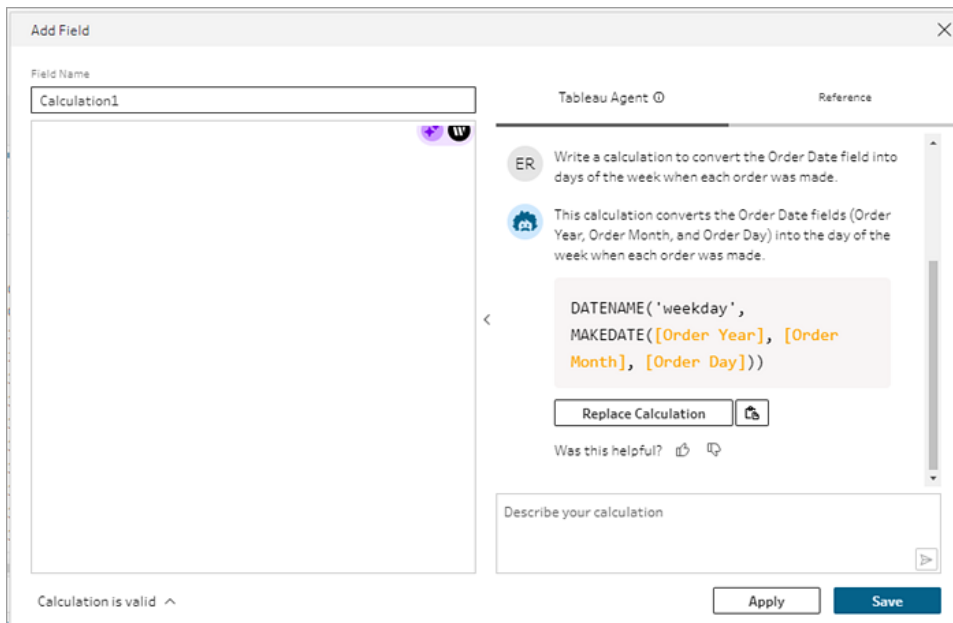 Add Field
Field Name
Calculation1
W
Tableau Agent
Reference
ER
Write a calculation to convert the Order Date field into
days of the week when each order was made.
This calculation converts the Order Date fields (Order
Year, Order Month, and Order Day) into the day of the
week when each order was made.
DATENAME('weekday',
MAKEDATE([Order Year], [Order
Month], [Order Day]))
Replace Calculation
Was this helpful?
Describe your calculation
Calculation is valid
Apply
Save